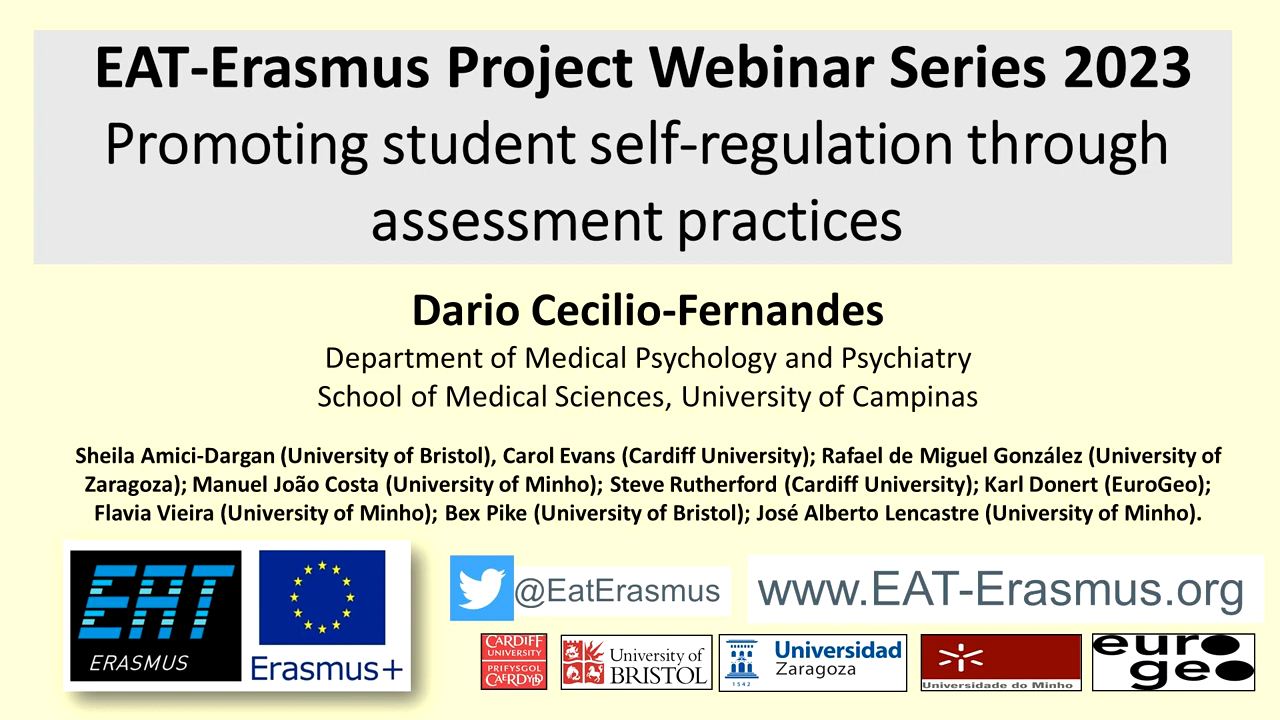 EAT-Erasmus Project Webinar Series 2023
Promoting student self-regulation through
assessment practices
Dario Cecilio-Fernandes
Department of Medical Psychology and Psychiatry
School of Medical Sciences, University of Campinas
Sheila Amici-Dargan (University of Bristol), Carol Evans (Cardiff University); Rafael de Miguel González (University of
Zaragoza); Manuel João Costa (University of Minho); Steve Rutherford (Cardiff University); Karl Donert (EuroGeo);
Flavia Vieira (University of Minho); Bex Pike (University of Bristol); José Alberto Lencastre (University of Minho).
EAT
ERASMUS
Erasmus+
@EatErasmus
www.EAT-Erasmus.org
CARDIFF
UNIVERSITY
PRIFYSGOL
CAERDYDD
University of
BRISTOL
1542
Universidad
Zaragoza
Universidade do Minho
euro
geo